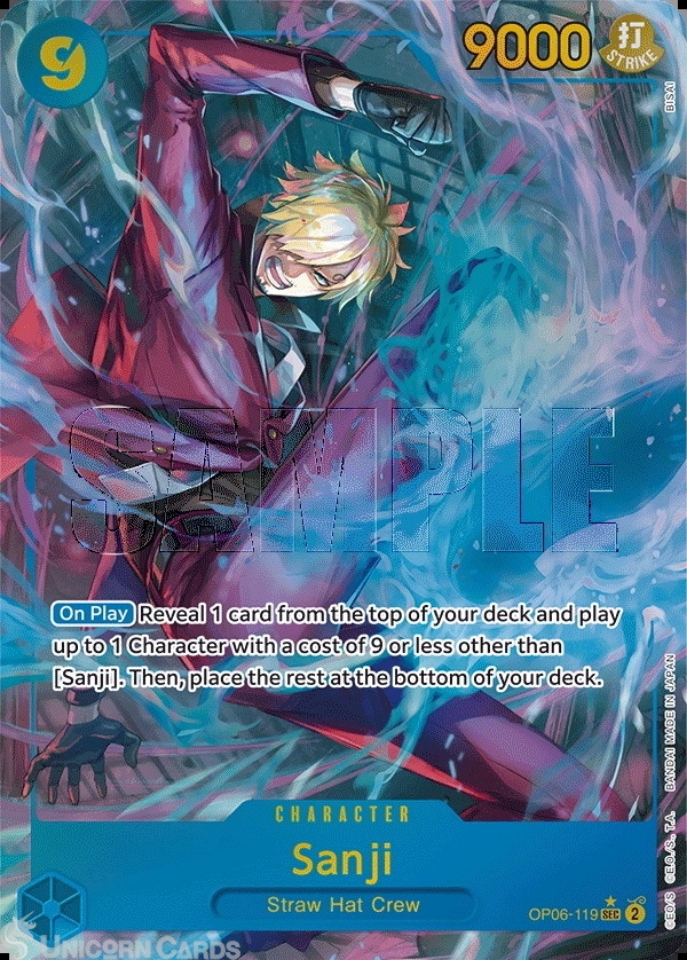 9
9000
打
STRIKE
BISAI
SAMPLE
On Play Reveal 1 card from the top of your deck and play
up to 1 Character with a cost of 9 or less other than
[Sanji]. Then, place the rest at the bottom of your deck.
BANDAI MADE IN JAPAN
©E.O./S., T.A.
©EO/S
CHARACTER
Sanji
Straw Hat Crew
OP06-119 SEC 2
UNICORN CARDS